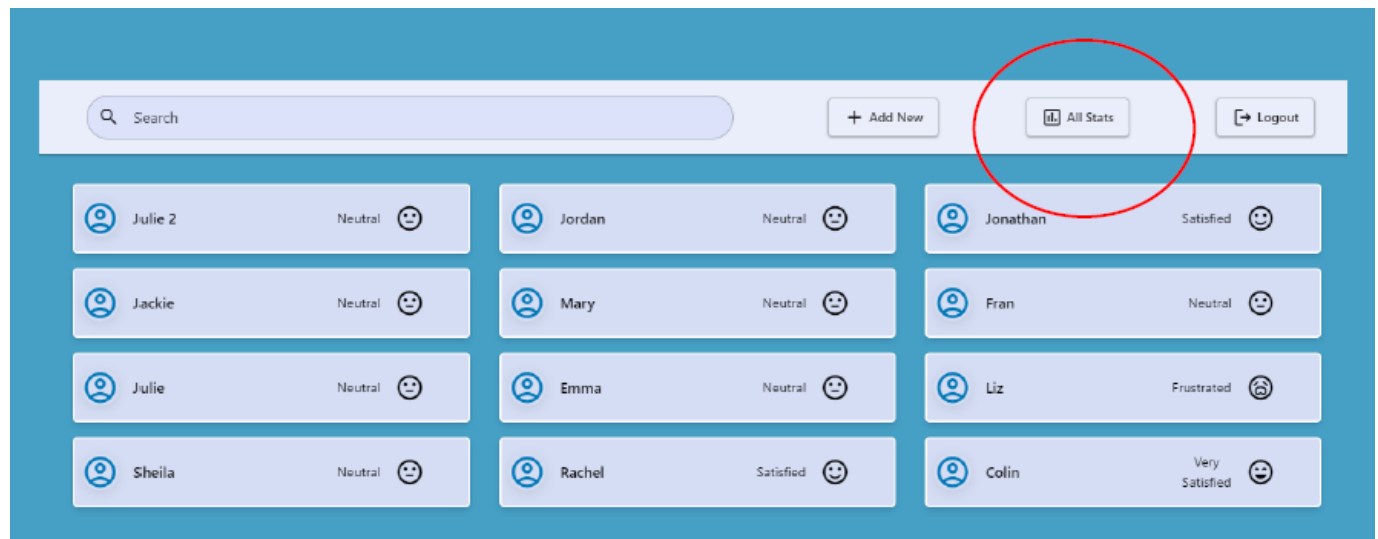 Search
+ Add New
All Stats
Logout
Julie 2 Neutral
Jordan Neutral
Jonathan Satisfied
Jackie Neutral
Mary Neutral
Fran Neutral
Julie Neutral
Emma Neutral
Liz Frustrated
Sheila Neutral
Rachel Satisfied
Colin Very
Satisfied